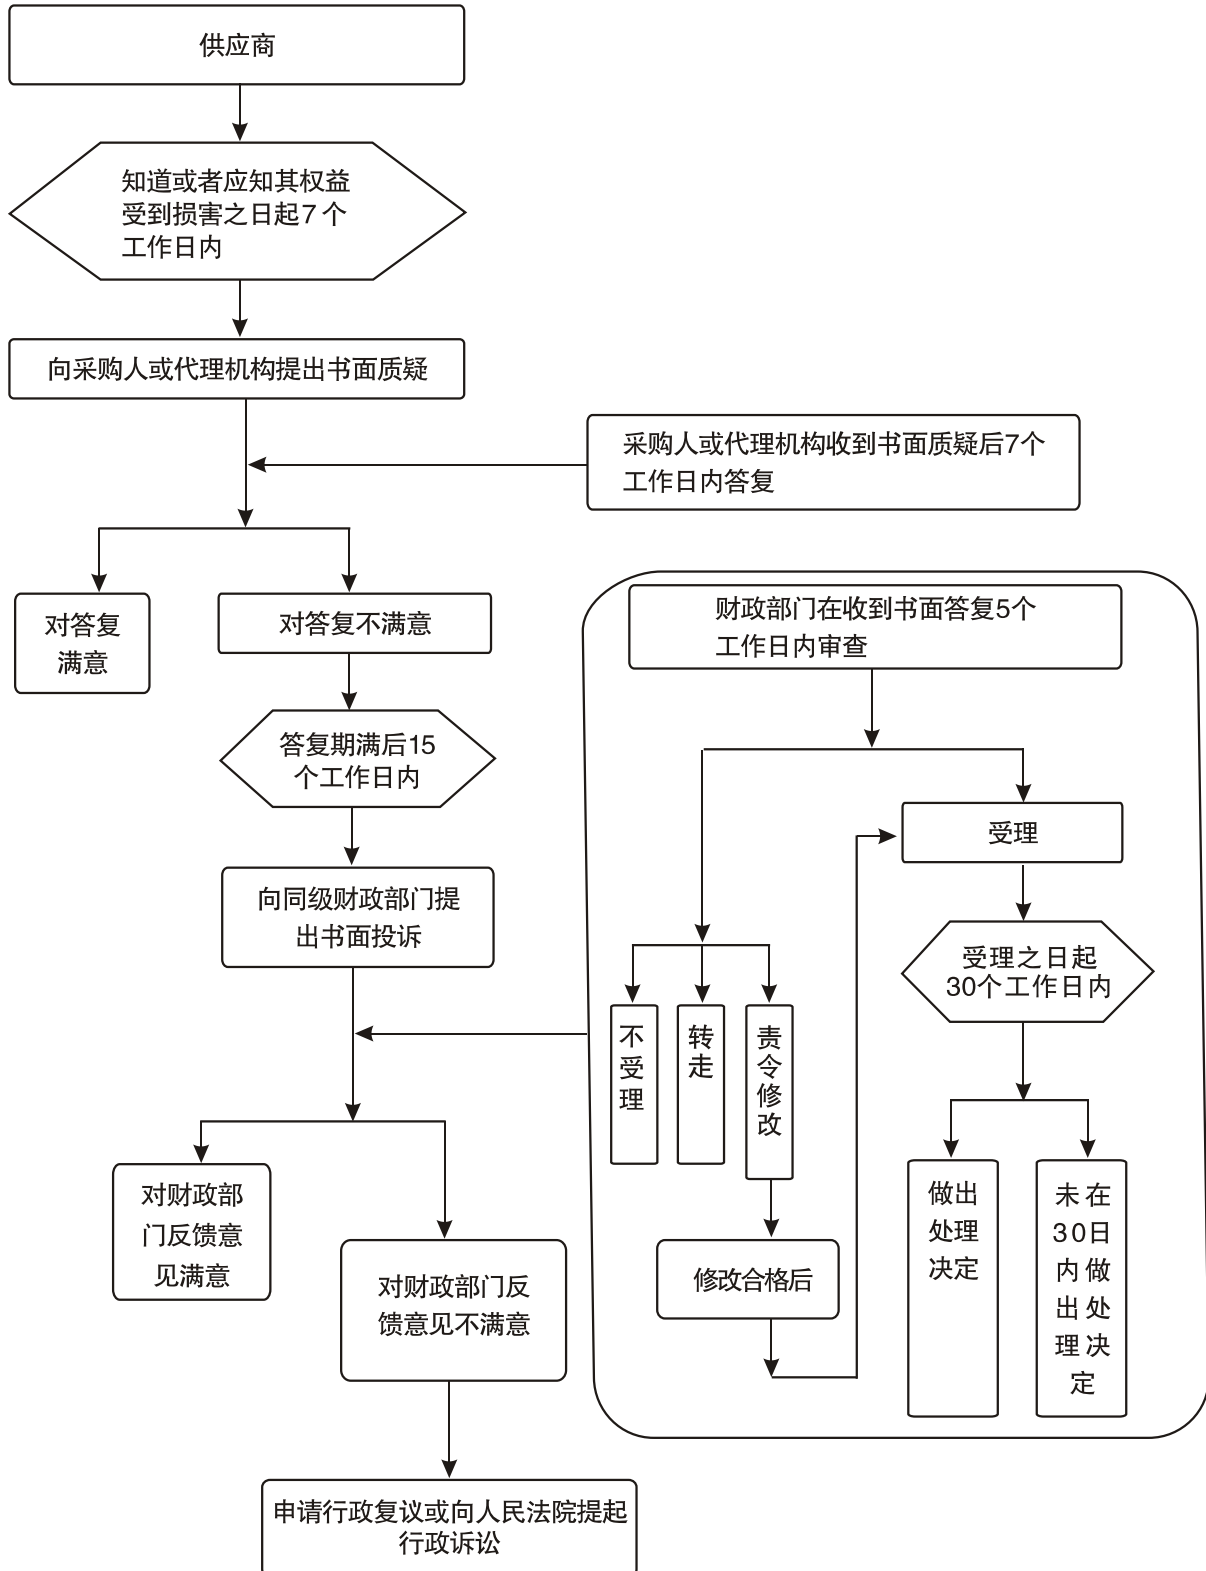 供应商
知道或者应知其权益
受到损害之日起7个
工作日内
向采购人或代理机构提出书面质疑
采购人或代理机构收到书面质疑后7个
工作日内答复
对答复
满意
对答复不满意
答复期满后15
个工作日内
向同级财政部门提
出书面投诉
财政部门在收到书面答复5个
工作日内审查
受理
受理之日起
30个工作日内
不
受
理
转
走
责
令
修
改
修改合格后
做出
处理
决定
未在
30日
内做
出处
理决
定
对财政部
门反馈意
见满意
对财政部门反
馈意见不满意
申请行政复议或向人民法院提起
行政诉讼